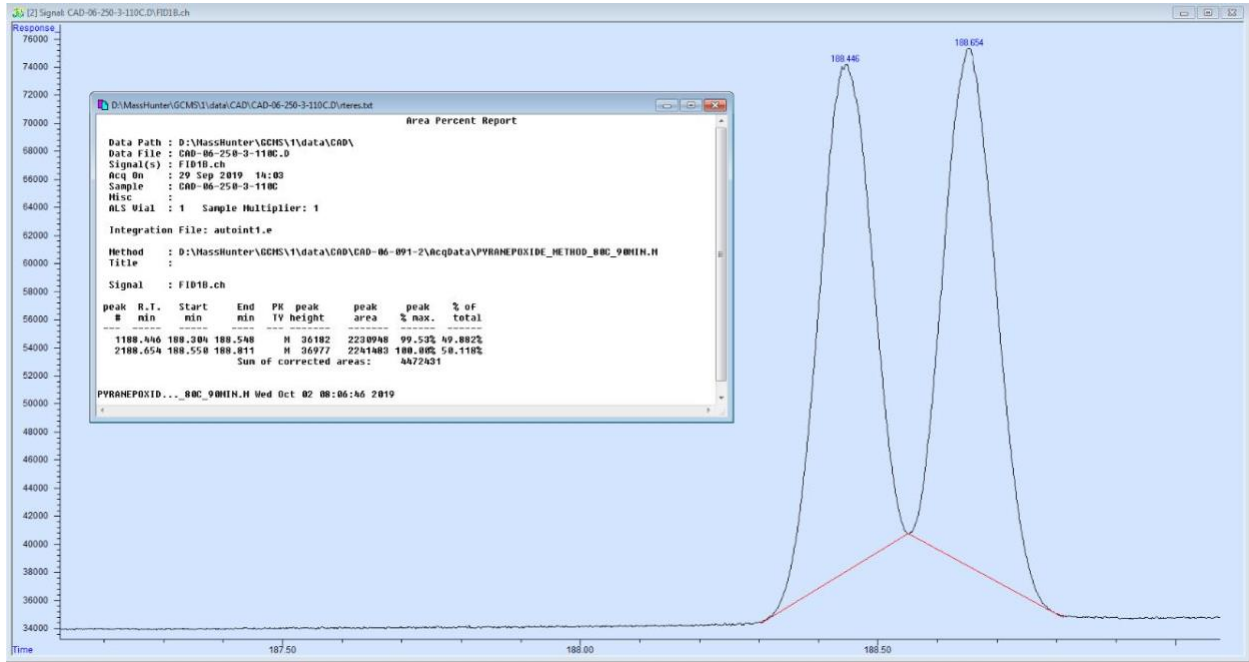 [2] Signal: CAD-06-250-3-110C.D\FID1B.ch
Response_
76000
74000
72000
70000
68000
66000
64000
62000
60000
58000
56000
54000
52000
50000
48000
46000
44000
42000
40000
38000
36000
34000
Time
187.50
188.00
188.50
188.446
188.654
D:\MassHunter\GCMS\1\data\CAD\CAD-06-250-3-110C.D\rteres.txt
Area Percent Report
Data Path : D:\MassHunter\GCMS\1\data\CAD\
Data File : CAD-06-250-3-110C.D
Signal(s) : FID1B.ch
Acq On : 29 Sep 2019 14:03
Sample : CAD-06-250-3-110C
Misc :
ALS Vial : 1 Sample Multiplier: 1
Integration File: autoint1.e
Method : D:\MassHunter\GCMS\1\data\CAD\CAD-06-091-2\AcqData\PYRANEPOXIDE_METHOD_80C_90MIN.M
Title :
Signal : FID1B.ch
peak R.T. Start End PK peak peak peak % of
# min min min TY height area % max. total
--- ----- ----- ---- --- ------- ------- ------ -------
1188.446 188.304 188.548 M 36182 2230948 99.53% 49.882%
2188.654 188.550 188.811 M 36977 2241483 100.00% 50.118%
Sum of corrected areas: 4472431
PYRANEPOXID..._80C_90MIN.M Wed Oct 02 08:06:46 2019